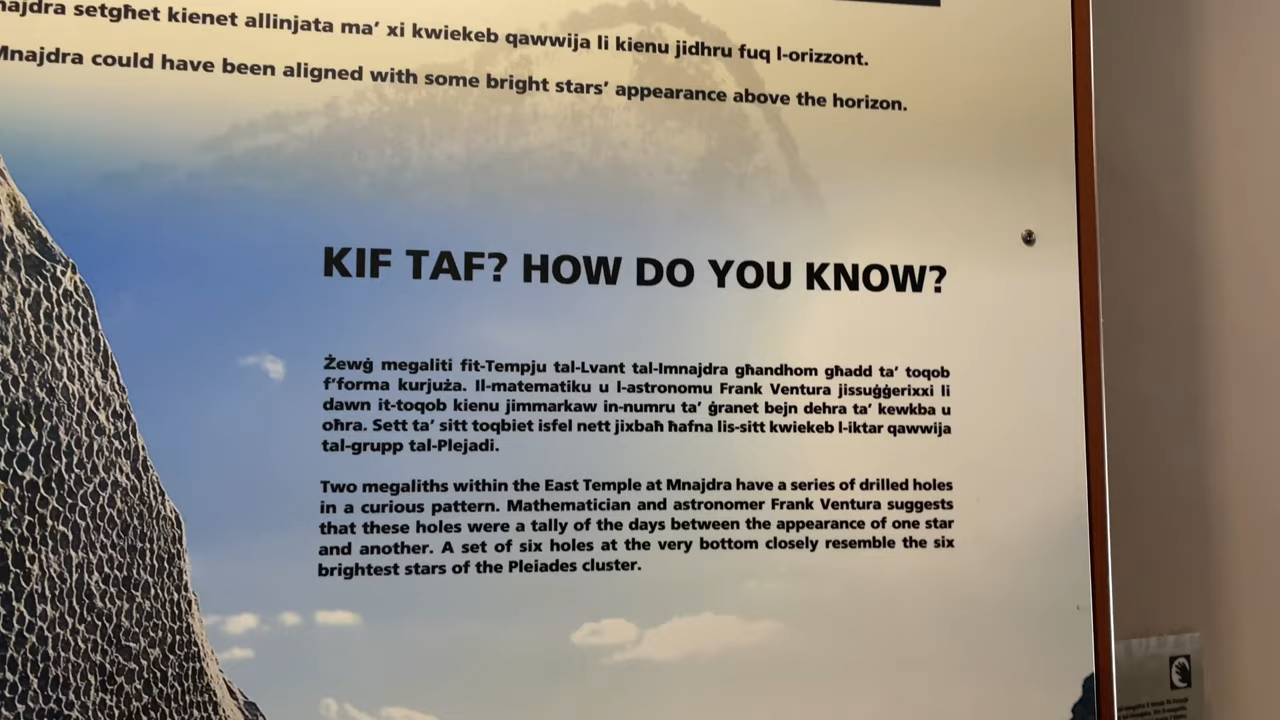 setgħet kienet allinjata ma’ xi kwiekeb qawwija li kienu jidhru fuq l-orizzont.
Mnajdra could have been aligned with some bright stars’ appearance above the horizon.
KIF TAF? HOW DO YOU KNOW?
Żewġ megaliti fit-Tempju tal-Lvant tal-Imnajdra għandhom għadd ta’ toqob
f’forma kurjuża. Il-matematiku u l-astronomu Frank Ventura jissuġġerixxi li
dawn it-toqob kienu jimmarkaw in-numru ta’ ġranet bejn dehra ta’ kewkba u
oħra. Sett ta’ sitt toqbiet isfel nett jixbaħ ħafna lis-sitt kwiekeb l-iktar qawwija
tal-grupp tal-Plejadi.
Two megaliths within the East Temple at Mnajdra have a series of drilled holes
in a curious pattern. Mathematician and astronomer Frank Ventura suggests
that these holes were a tally of the days between the appearance of one star
and another. A set of six holes at the very bottom closely resemble the six
brightest stars of the Pleiades cluster.